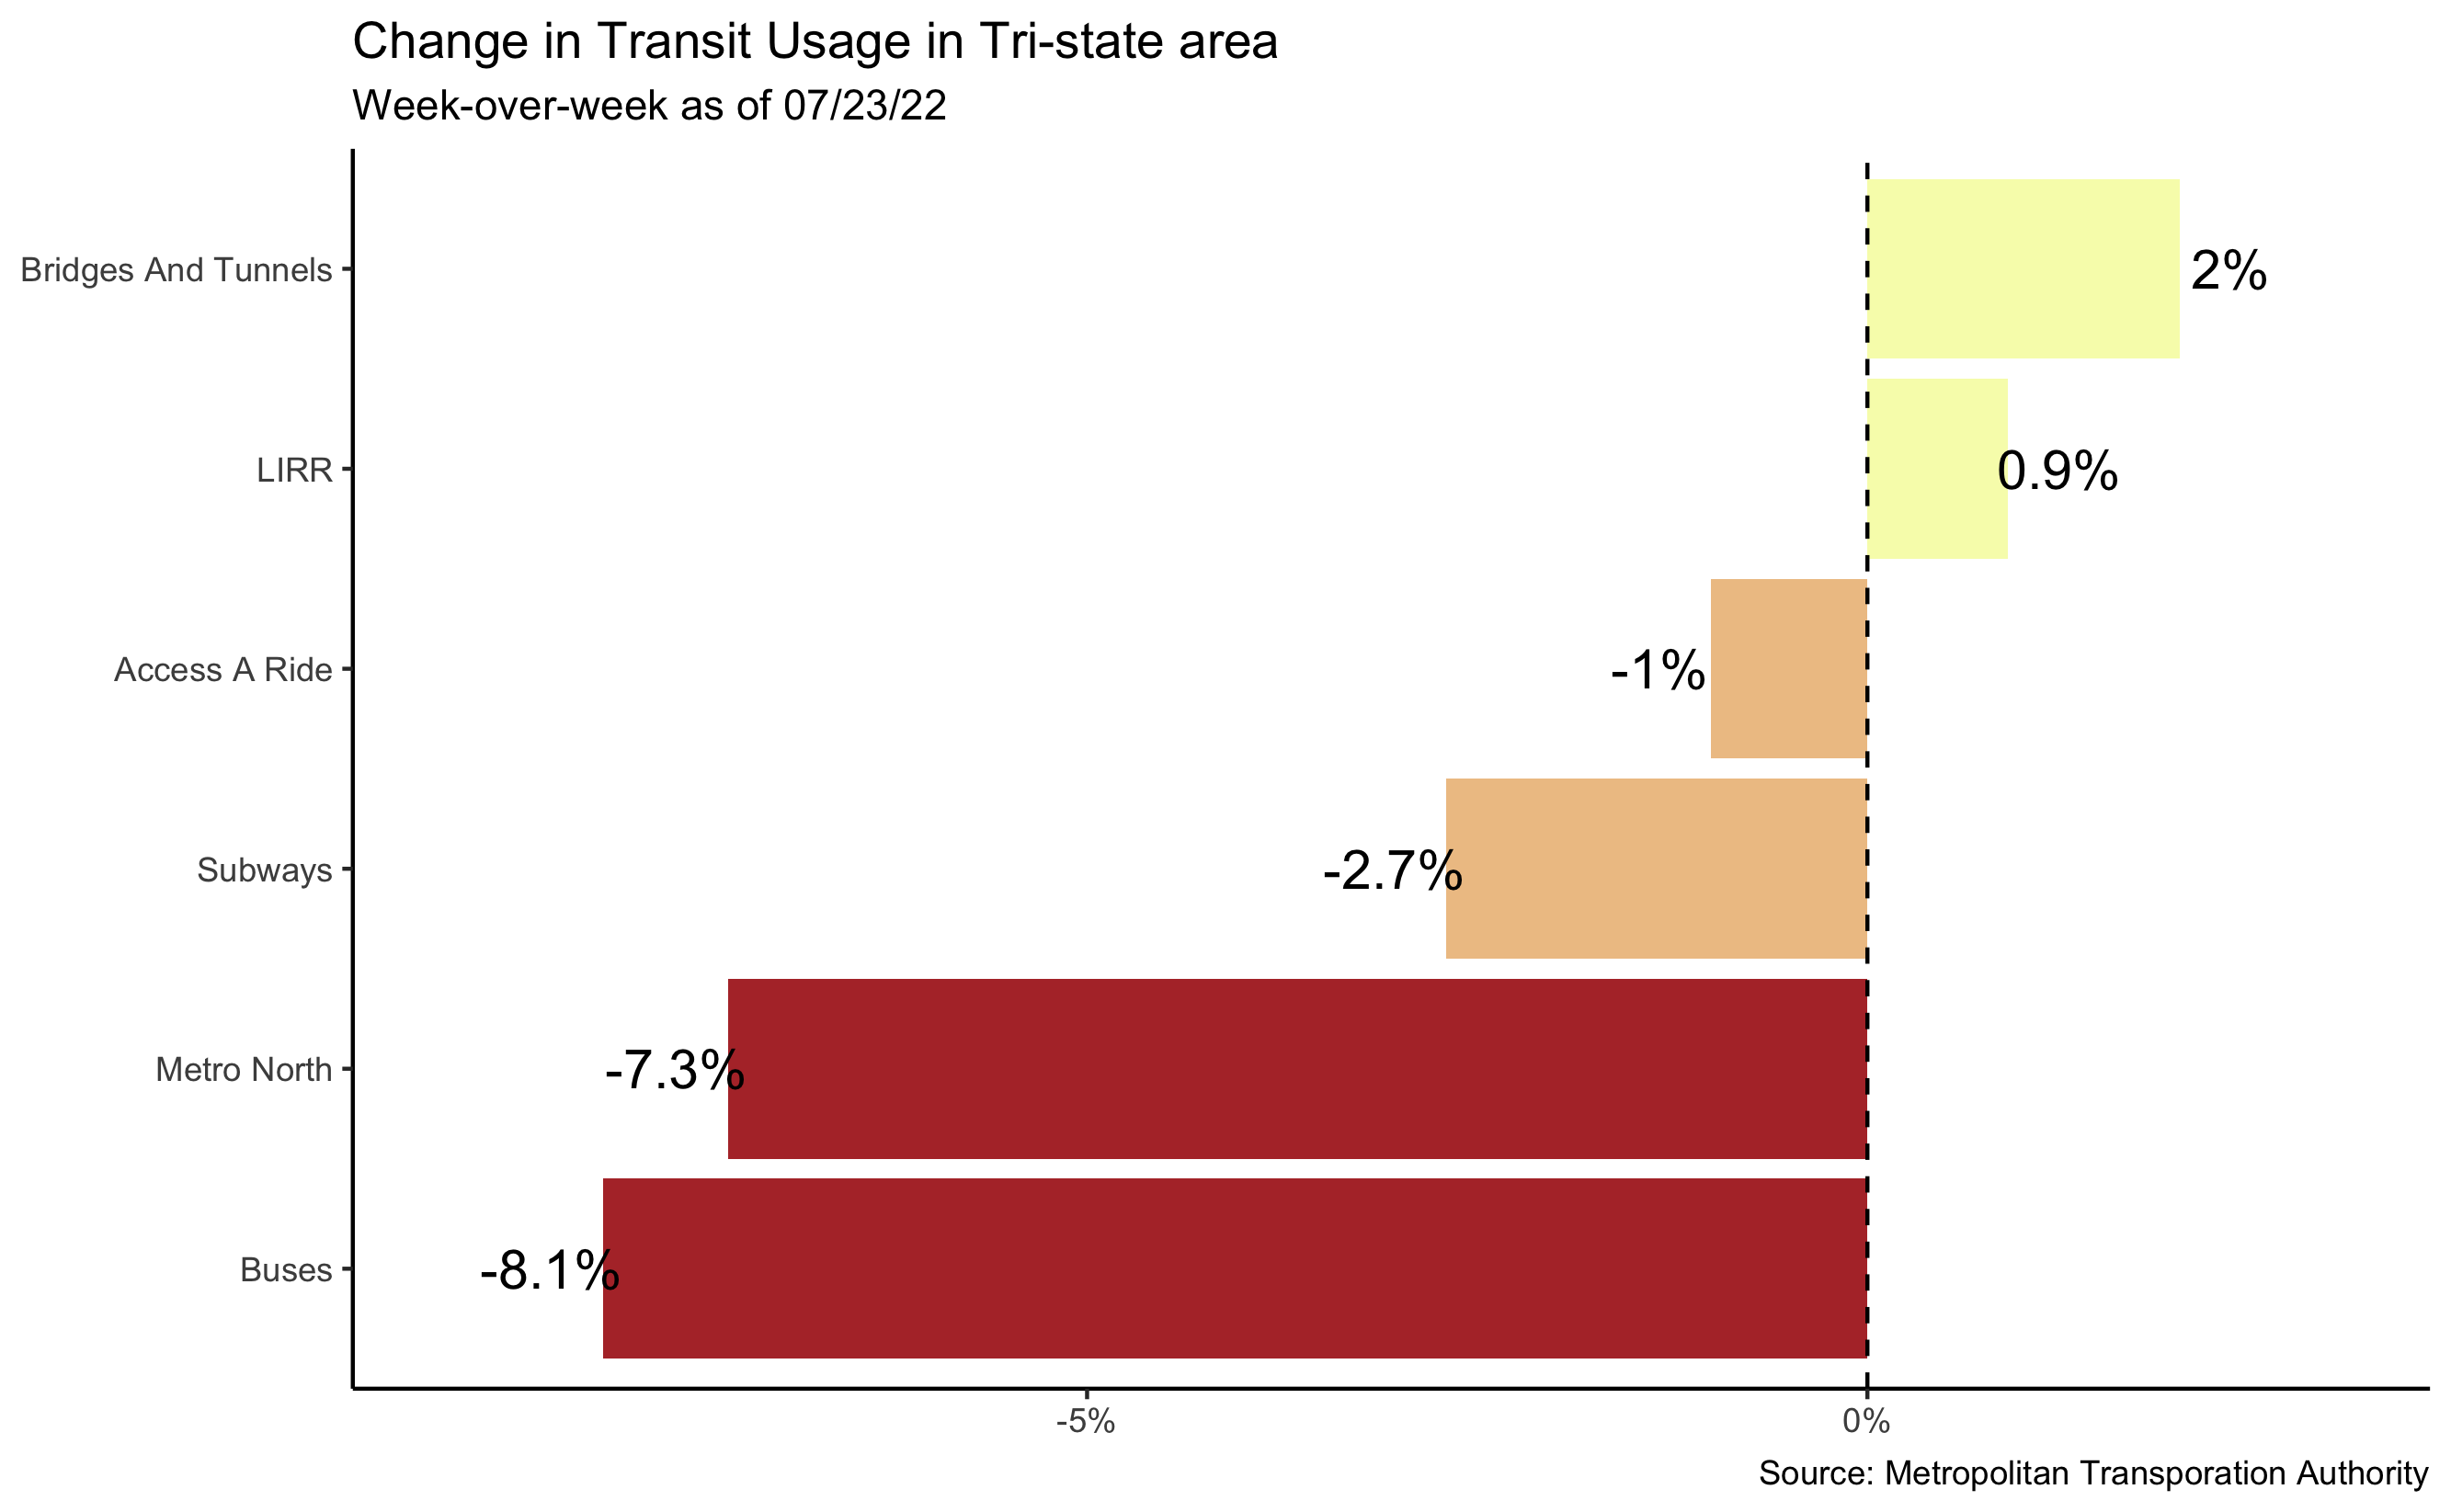 Change in Transit Usage in Tri-state area
Week-over-week as of 07/23/22
Bridges And Tunnels
2%
LIRR
0.9%
Access A Ride
-1%
Subways
-2.7%
Metro North
-7.3%
Buses
-8.1%
-5%
0%
Source: Metropolitan Transporation Authority